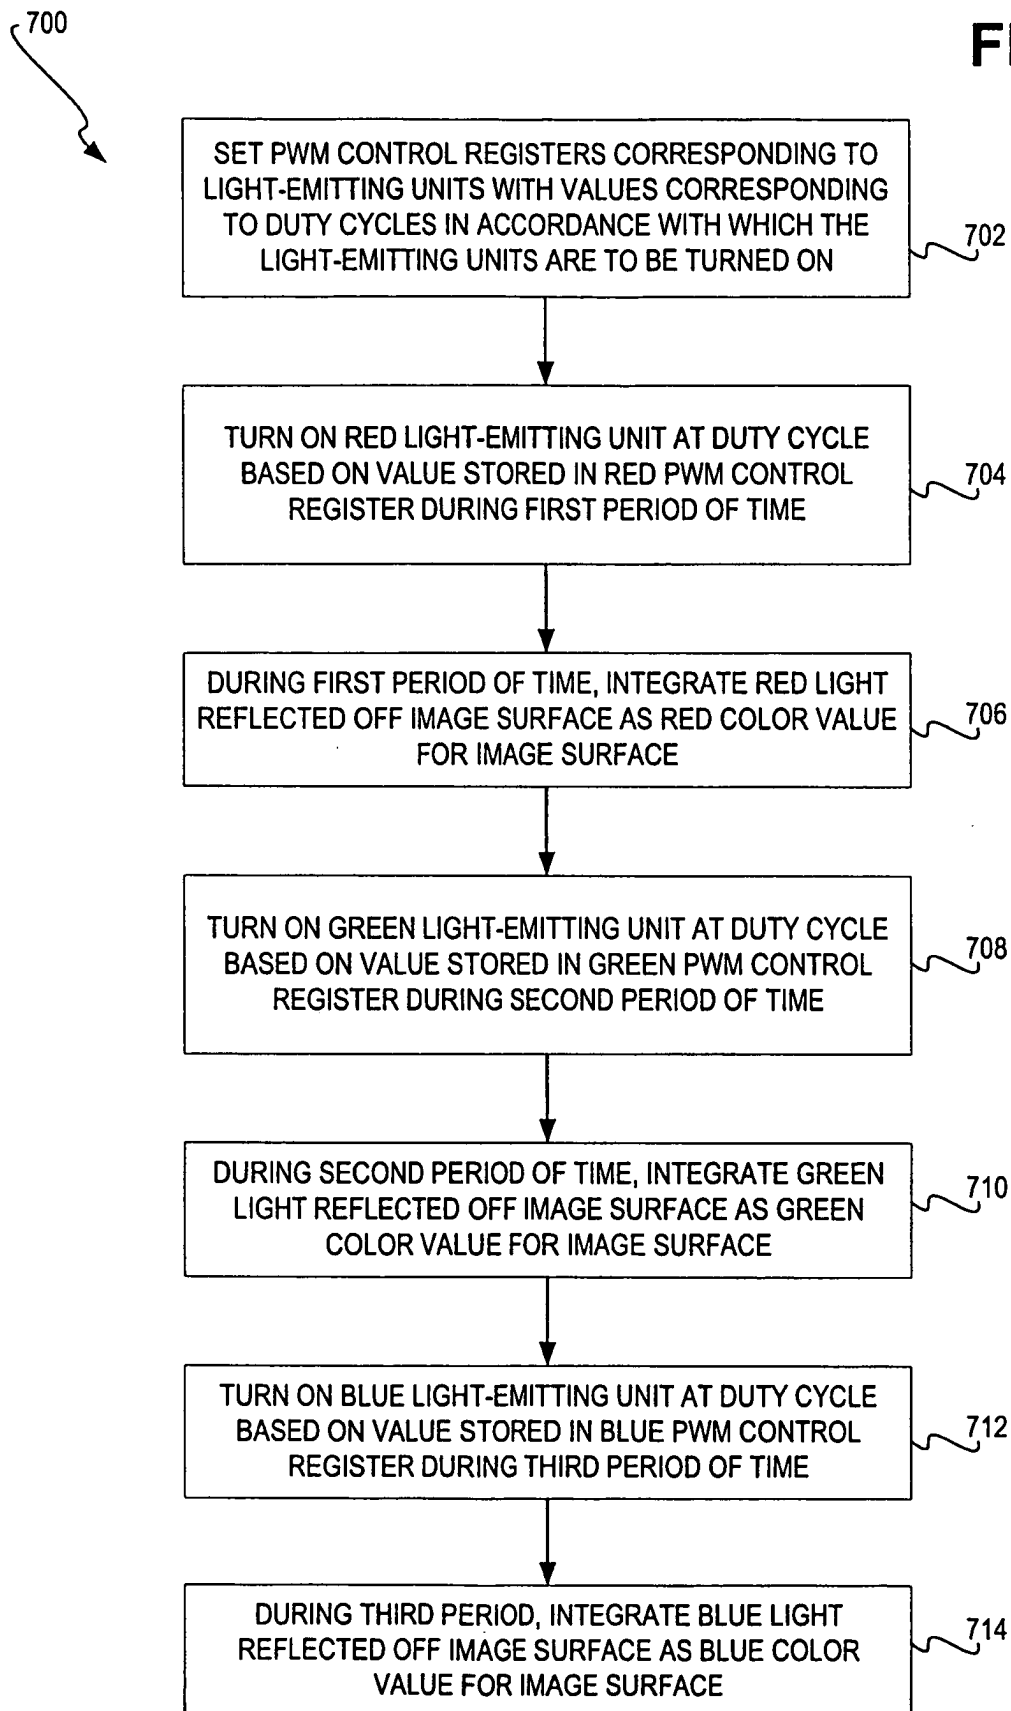 700
SET PWM CONTROL REGISTERS CORRESPONDING TO
LIGHT-EMITTING UNITS WITH VALUES CORRESPONDING
TO DUTY CYCLES IN ACCORDANCE WITH WHICH THE
LIGHT-EMITTING UNITS ARE TO BE TURNED ON
702
TURN ON RED LIGHT-EMITTING UNIT AT DUTY CYCLE
BASED ON VALUE STORED IN RED PWM CONTROL
REGISTER DURING FIRST PERIOD OF TIME
704
DURING FIRST PERIOD OF TIME, INTEGRATE RED LIGHT
REFLECTED OFF IMAGE SURFACE AS RED COLOR VALUE
FOR IMAGE SURFACE
706
TURN ON GREEN LIGHT-EMITTING UNIT AT DUTY CYCLE
BASED ON VALUE STORED IN GREEN PWM CONTROL
REGISTER DURING SECOND PERIOD OF TIME
708
DURING SECOND PERIOD OF TIME, INTEGRATE GREEN
LIGHT REFLECTED OFF IMAGE SURFACE AS GREEN
COLOR VALUE FOR IMAGE SURFACE
710
TURN ON BLUE LIGHT-EMITTING UNIT AT DUTY CYCLE
BASED ON VALUE STORED IN BLUE PWM CONTROL
REGISTER DURING THIRD PERIOD OF TIME
712
DURING THIRD PERIOD, INTEGRATE BLUE LIGHT
REFLECTED OFF IMAGE SURFACE AS BLUE COLOR
VALUE FOR IMAGE SURFACE
714